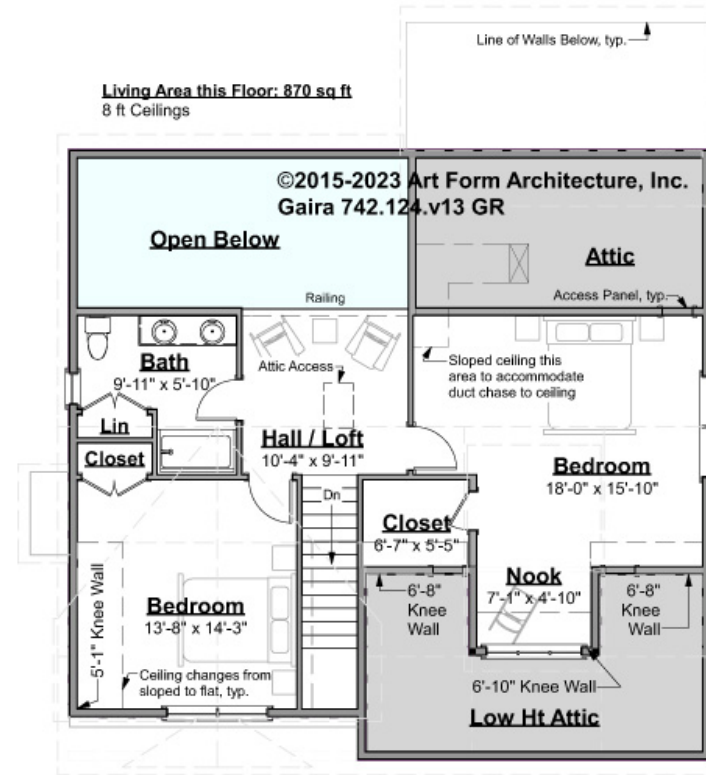 Line of Walls Below, typ.
Living Area this Floor: 870 sq ft
8 ft Ceilings
©2015-2023 Art Form Architecture, Inc.
Gaira 742.124.v13 GR
Open Below
Attic
Railing
Access Panel, typ.
Bath
9'-11" x 5'-10"
Attic Access
Sloped ceiling this
area to accommodate
duct chase to ceiling
Lin
Closet
Hall / Loft
10'-4" x 9'-11"
Bedroom
18'-0" x 15'-10"
Dn
Closet
6'-7" x 5'-5"
5'-1" Knee Wall
Bedroom
13'-8" x 14'-3"
6'-8"
Knee
Wall
Nook
7'-1" x 4'-10"
6'-8"
Knee
Wall
Ceiling changes from
sloped to flat, typ.
6'-10" Knee Wall
Low Ht Attic